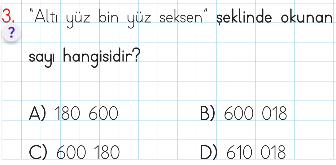 3. "Altı yüz bin yüz seksen" şeklinde okunan
?
sayı hangisidir?
A) 180 600 B) 600 018
C) 600 180 D) 610 018